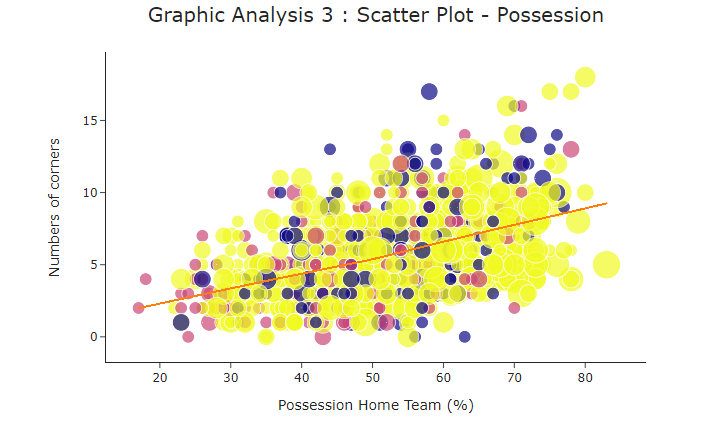 Graphic Analysis 3 : Scatter Plot - Possession
Numbers of corners
15
10
5
0
20 30 40 50 60 70 80
Possession Home Team (%)